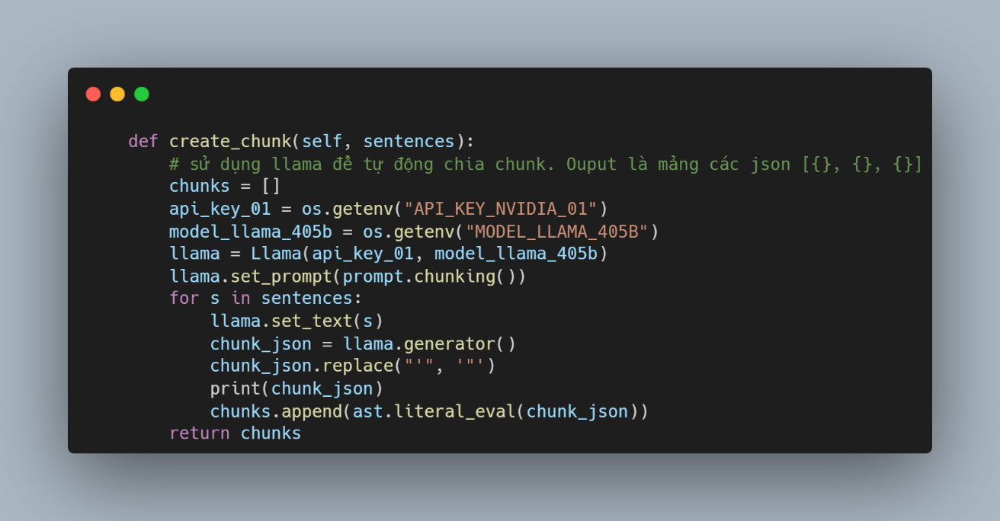 def create_chunk(self, sentences):
# sử dụng llama để tự động chia chunk. Ouput là mảng các json [{}, {}, {}]
chunks = []
api_key_01 = os.getenv("API_KEY_NVIDIA_01")
model_llama_405b = os.getenv("MODEL_LLAMA_405B")
llama = Llama(api_key_01, model_llama_405b)
llama.set_prompt(prompt.chunking())
for s in sentences:
llama.set_text(s)
chunk_json = llama.generator()
chunk_json.replace("'", '"')
print(chunk_json)
chunks.append(ast.literal_eval(chunk_json))
return chunks